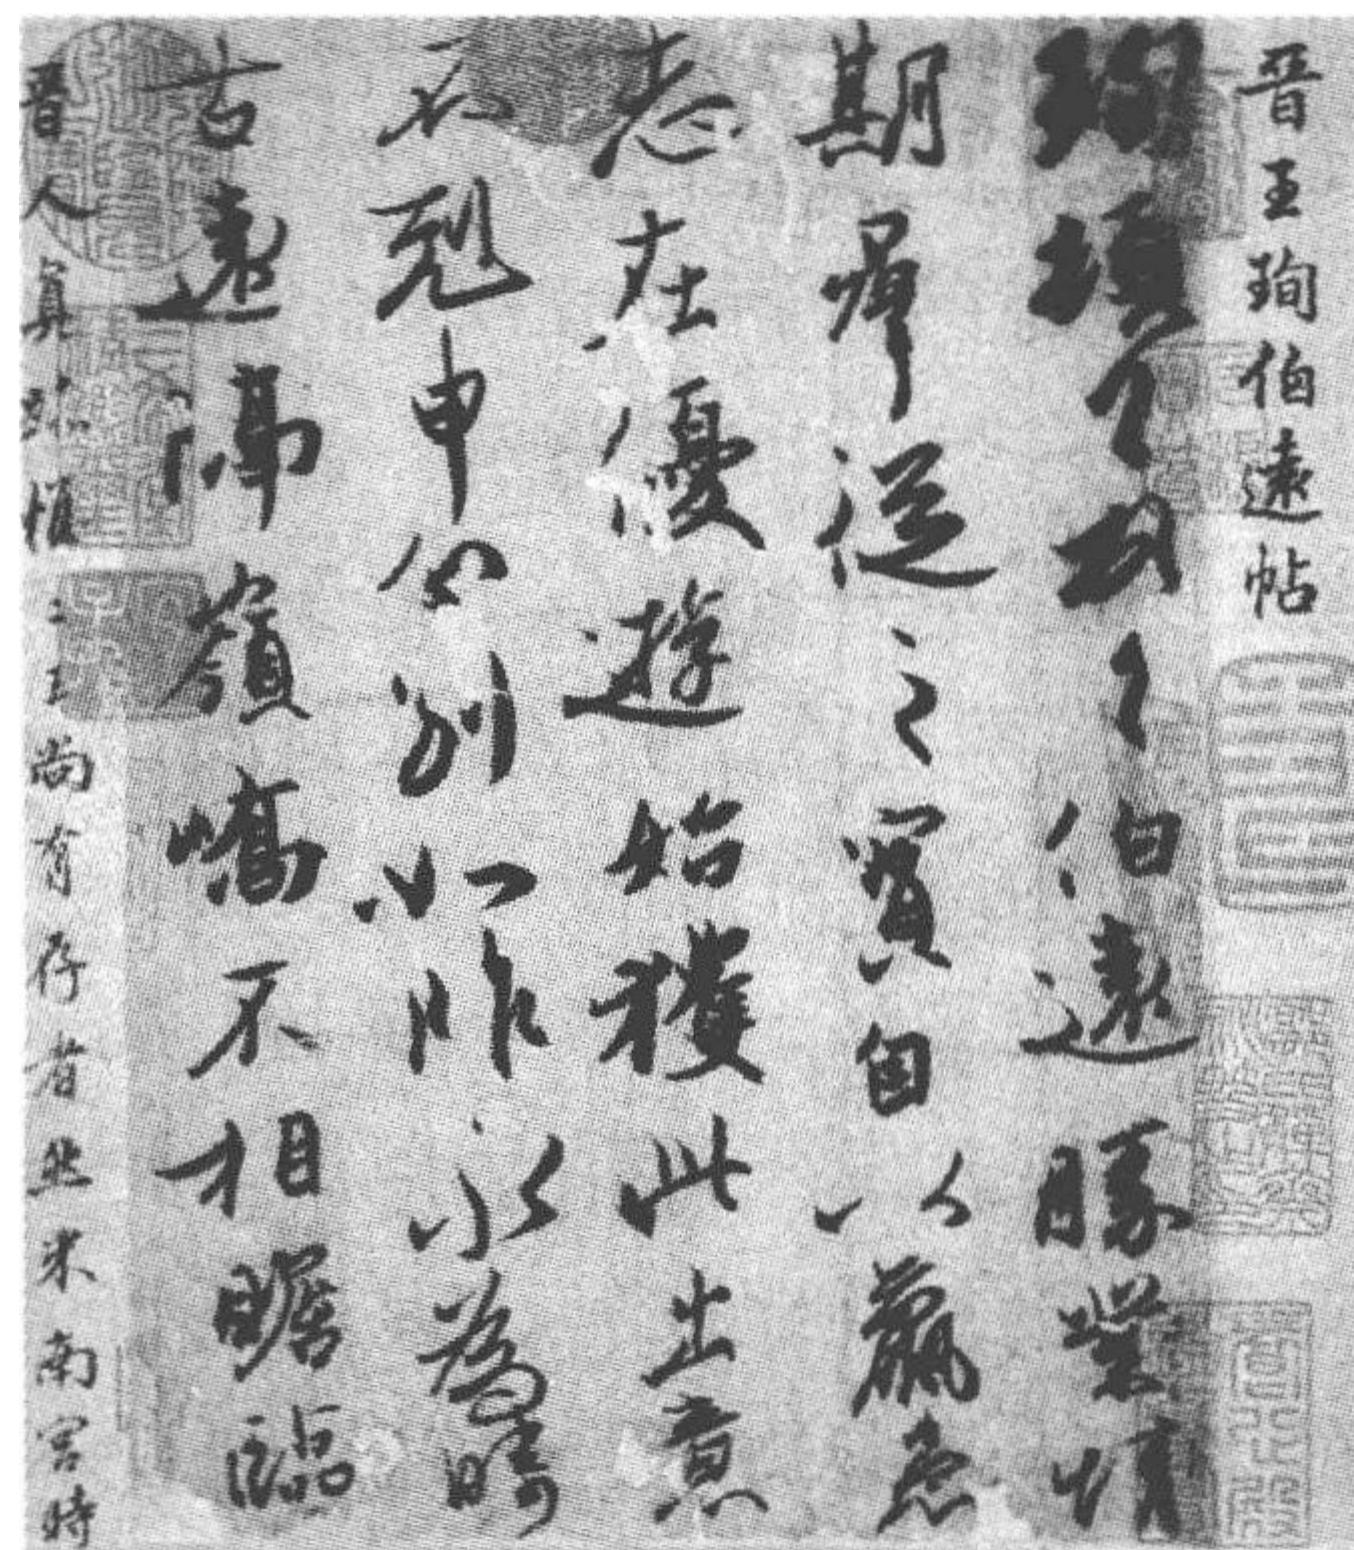 晉王珣伯遠帖
珣頓首頓首伯遠勝業情
期羣從之寶自以羸患
志在優遊始獲此出意
不剋申分別如昨永為疇
古遠隔嶺嶠不相瞻臨
晉人真跡惟二王尚有存者然米南宮時